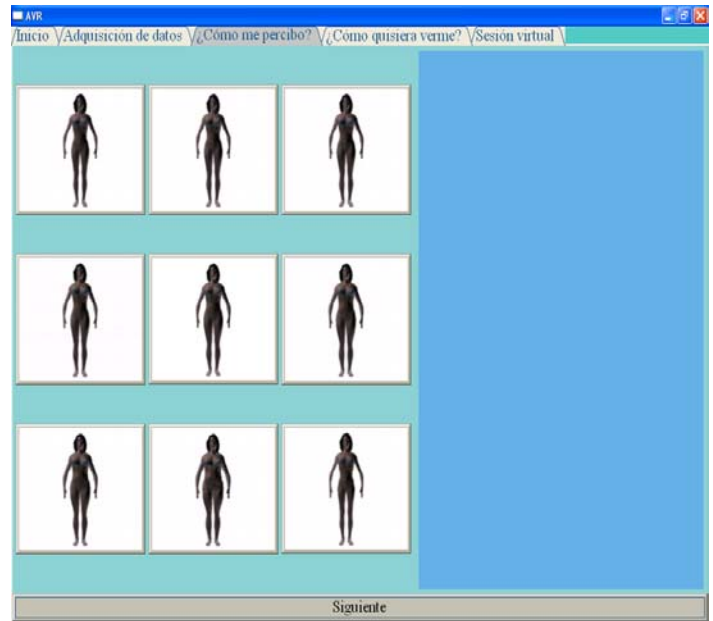 AVR
Inicio Adquisición de datos ¿Cómo me percibo? ¿Cómo quisiera verme? Sesión virtual
Siguiente